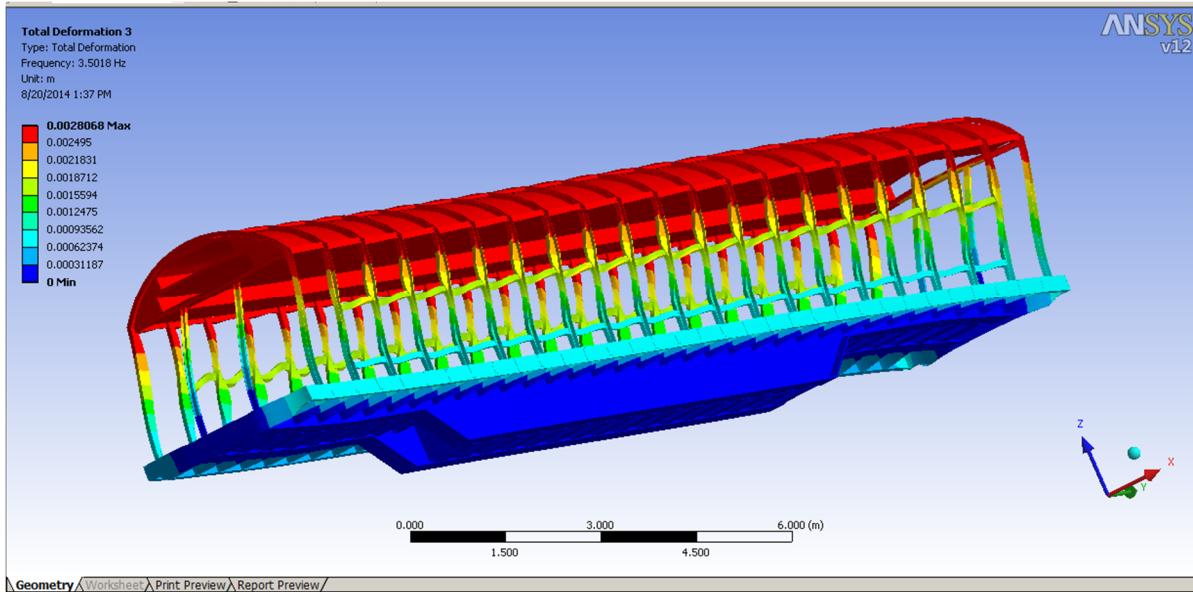 Total Deformation 3
Type: Total Deformation
Frequency: 3.5018 Hz
Unit: m
8/20/2014 1:37 PM
0.0028068 Max
0.002495
0.0021831
0.0018712
0.0015594
0.0012475
0.00093562
0.00062374
0.00031187
0 Min
ANSYS
v12
Z
X
Y
0.000 3.000 6.000 (m)
1.500 4.500
Geometry Worksheet Print Preview Report Preview